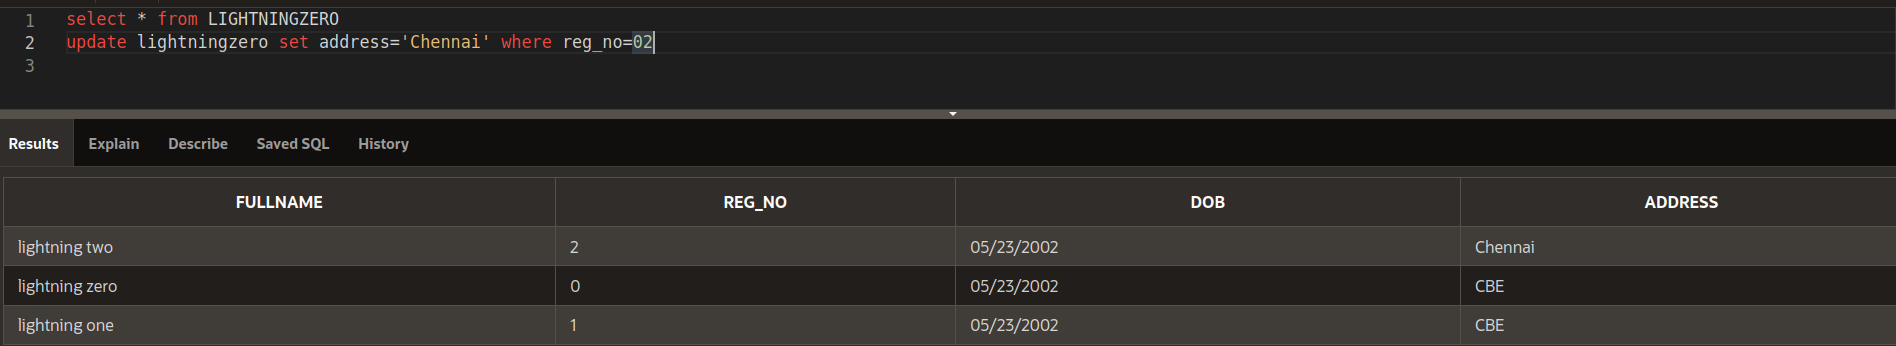 1 select * from LIGHTNINGZERO
2 update lightningzero set address='Chennai' where reg_no=02
3
Results Explain Describe Saved SQL History
FULLNAME REG_NO DOB ADDRESS
lightning two 2 05/23/2002 Chennai
lightning zero 0 05/23/2002 CBE
lightning one 1 05/23/2002 CBE